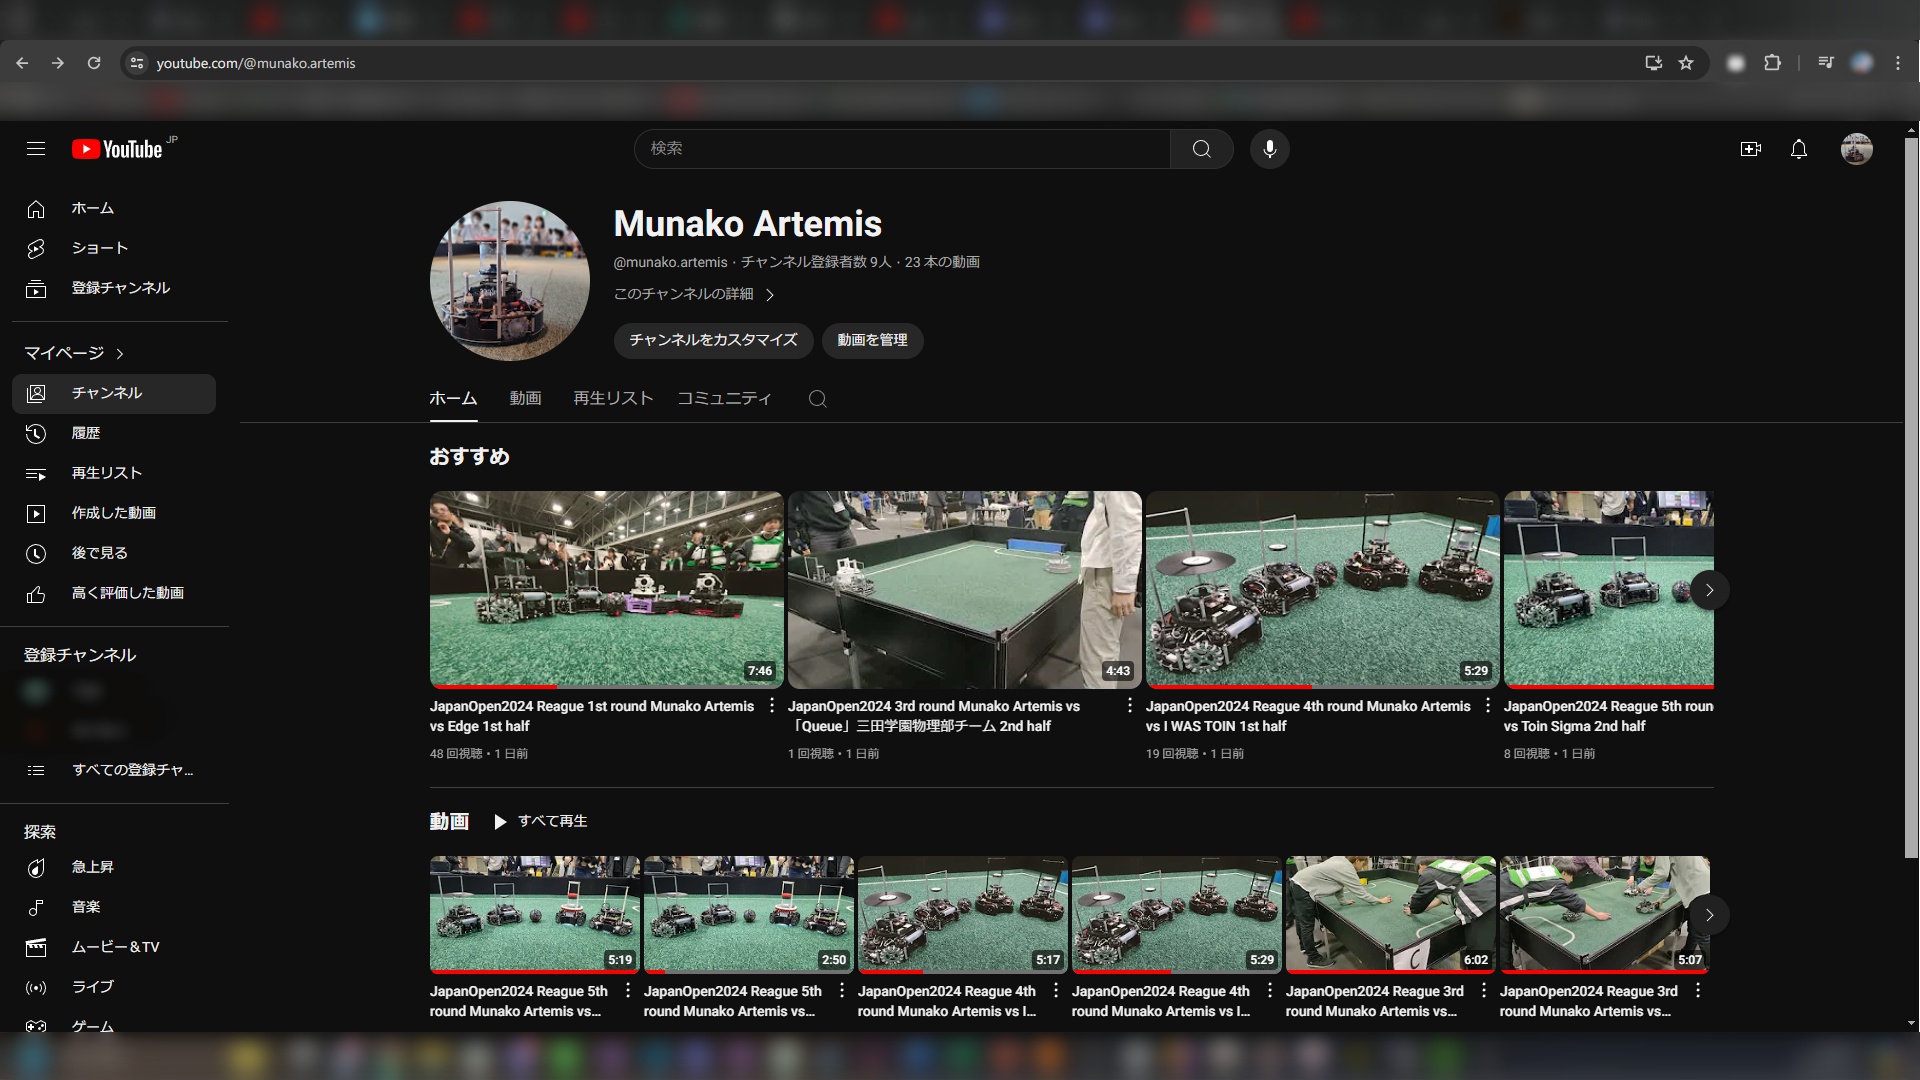 youtube.com/@munako.artemis
YouTube JP
検索
ホーム
ショート
登録チャンネル
マイページ
チャンネル
履歴
再生リスト
作成した動画
後で見る
高く評価した動画
登録チャンネル
すべての登録チャ...
探索
急上昇
音楽
ムービー＆TV
ライブ
ゲーム
Munako Artemis
@munako.artemis · チャンネル登録者数 9人 · 23 本の動画
このチャンネルの詳細
チャンネルをカスタマイズ
動画を管理
ホーム 動画 再生リスト コミュニティ
おすすめ
7:46
JapanOpen2024 Reague 1st round Munako Artemis
vs Edge 1st half
48 回視聴・1 日前
4:43
JapanOpen2024 3rd round Munako Artemis vs
「Queue」三田学園物理部チーム 2nd half
1 回視聴・1 日前
5:29
JapanOpen2024 Reague 4th round Munako Artemis
vs I WAS TOIN 1st half
19 回視聴・1 日前
JapanOpen2024 Reague 5th roun
vs Toin Sigma 2nd half
8 回視聴・1 日前
動画 すべて再生
5:19
JapanOpen2024 Reague 5th
round Munako Artemis vs...
2:50
JapanOpen2024 Reague 5th
round Munako Artemis vs...
5:17
JapanOpen2024 Reague 4th
round Munako Artemis vs I...
5:29
JapanOpen2024 Reague 4th
round Munako Artemis vs I...
C
6:02
JapanOpen2024 Reague 3rd
round Munako Artemis vs...
5:07
JapanOpen2024 Reague 3rd
round Munako Artemis vs...